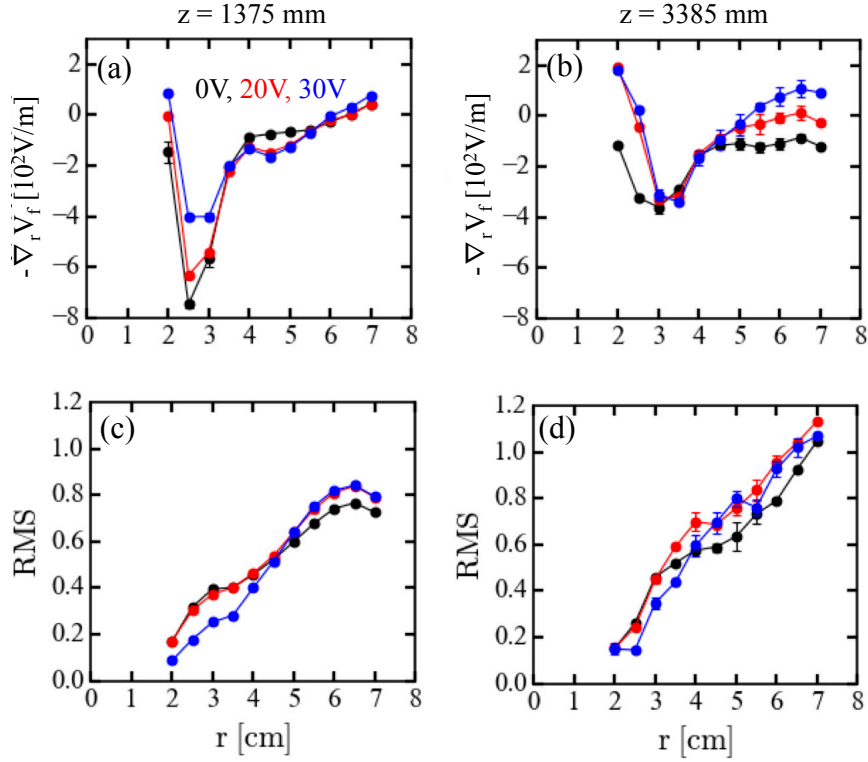 z = 1375 mm
z = 3385 mm
(a)
0V, 20V, 30V
- ∇r Vf [10²V/m]
2
0
−2
−4
−6
−8
0 1 2 3 4 5 6 7 8
(b)
- ∇r Vf [10²V/m]
2
0
−2
−4
−6
−8
0 1 2 3 4 5 6 7 8
(c)
RMS
1.2
1.0
0.8
0.6
0.4
0.2
0.0
0 1 2 3 4 5 6 7 8
r [cm]
(d)
RMS
1.2
1.0
0.8
0.6
0.4
0.2
0.0
0 1 2 3 4 5 6 7 8
r [cm]